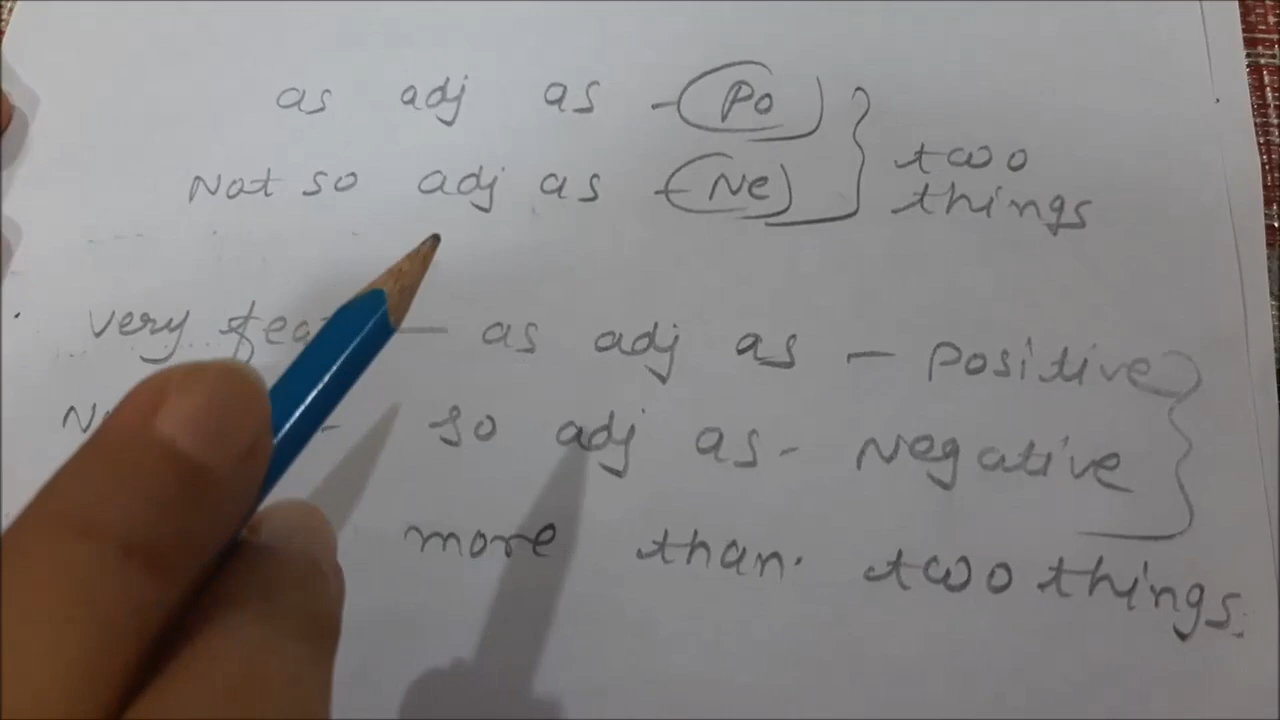 as adj as - Po
Not so adj as - Ne
two
things
very — as adj as — Positive
so adj as - Negative
more than two things.